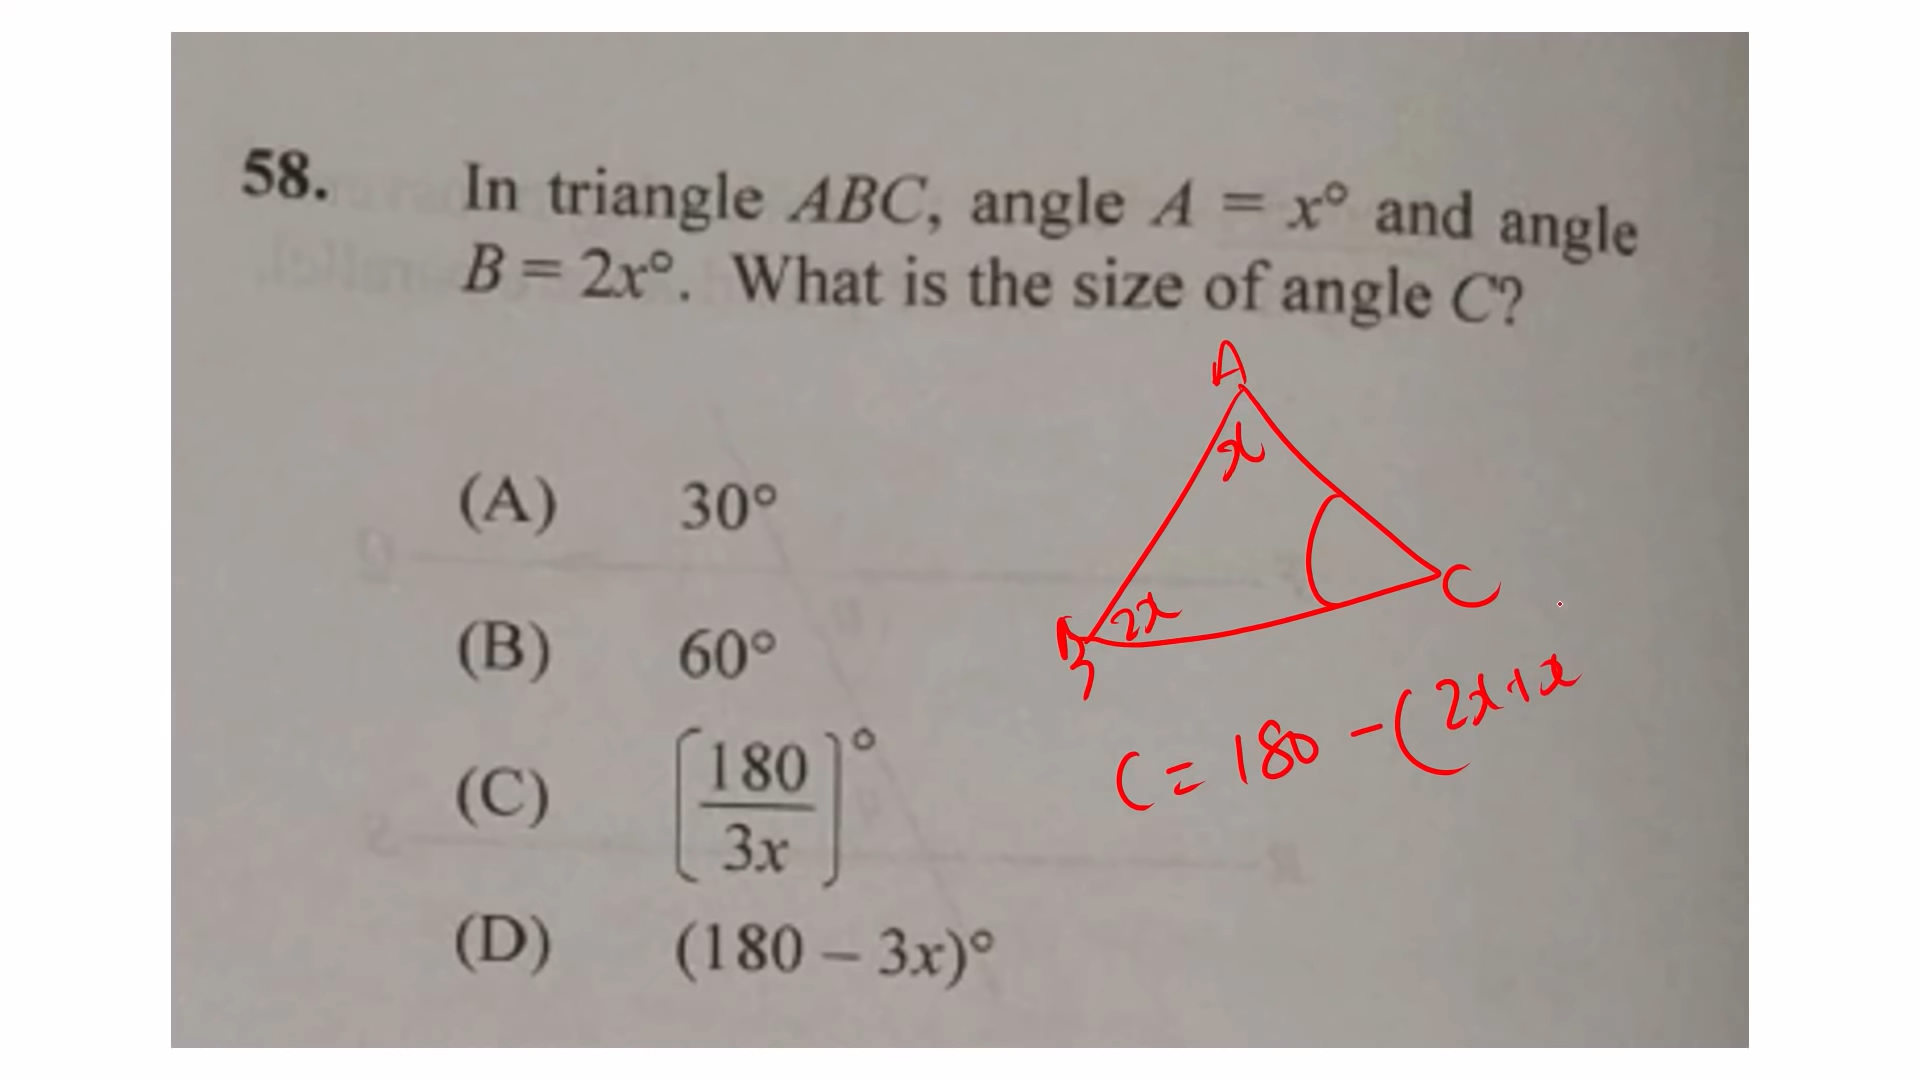 58. In triangle ABC, angle A = x° and angle
B = 2x°. What is the size of angle C?
A
x
(A) 30°
2x
C
B
(B) 60°
C = 180 - (2x+x
(C) [180/3x]°
(D) (180 – 3x)°